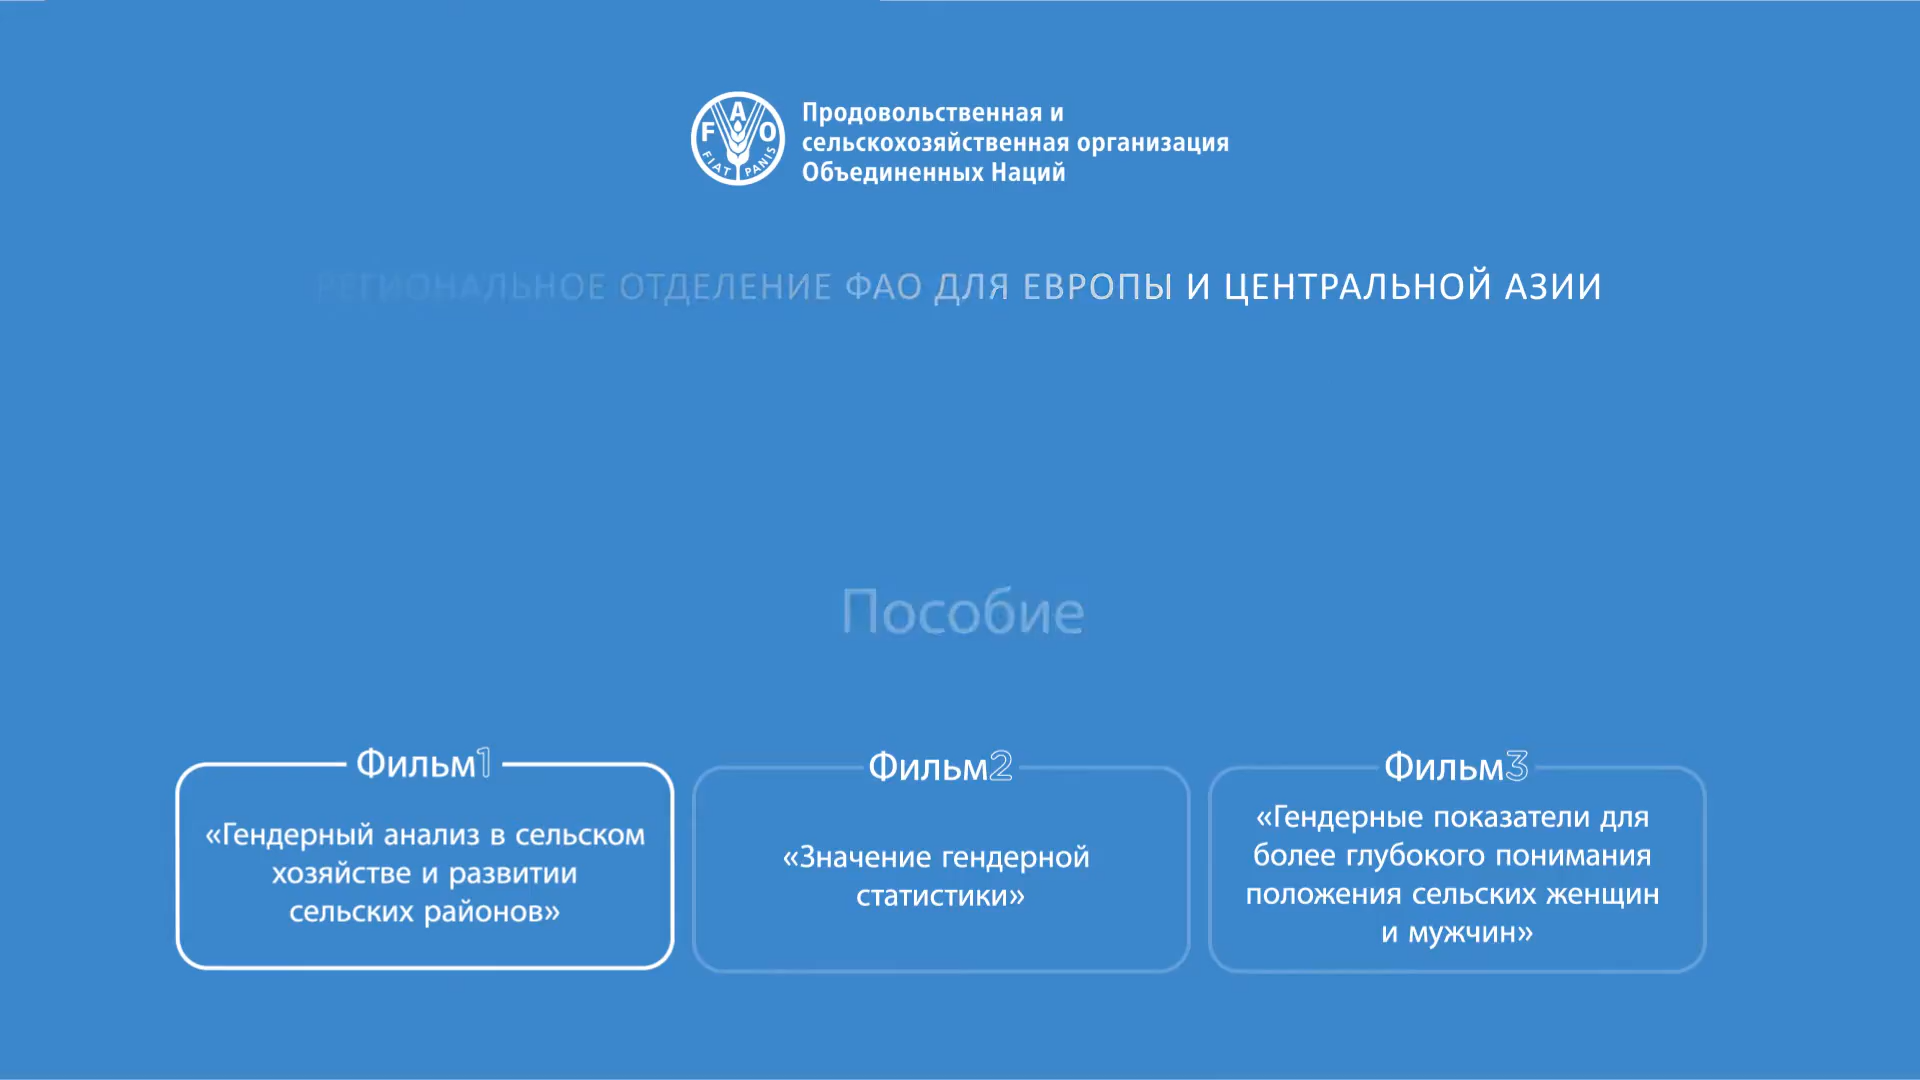 FAO
FIAT PANIS
Продовольственная и
сельскохозяйственная организация
Объединенных Наций
РЕГИОНАЛЬНОЕ ОТДЕЛЕНИЕ ФАО ДЛЯ ЕВРОПЫ И ЦЕНТРАЛЬНОЙ АЗИИ
Пособие
Фильм1
«Гендерный анализ в сельском
хозяйстве и развитии
сельских районов»
Фильм2
«Значение гендерной
статистики»
Фильм3
«Гендерные показатели для
более глубокого понимания
положения сельских женщин
и мужчин»